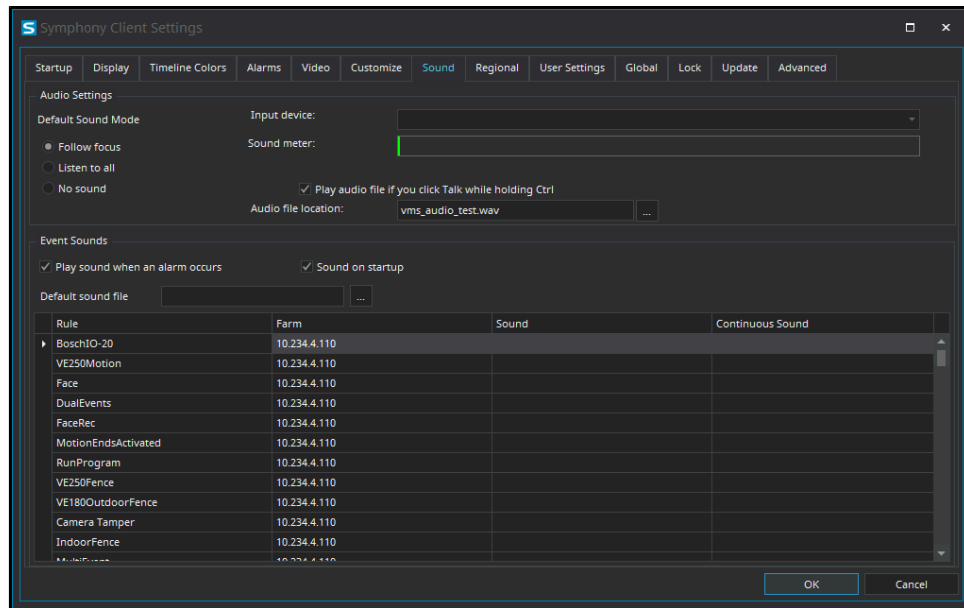 S Symphony Client Settings
Startup Display Timeline Colors Alarms Video Customize Sound Regional User Settings Global Lock Update Advanced
Audio Settings
Default Sound Mode
Input device:
Follow focus
Sound meter:
Listen to all
No sound
Play audio file if you click Talk while holding Ctrl
Audio file location: vms_audio_test.wav ...
Event Sounds
Play sound when an alarm occurs Sound on startup
Default sound file ...
Rule Farm Sound Continuous Sound
BoschIO-20 10.234.4.110
VE250Motion 10.234.4.110
Face 10.234.4.110
DualEvents 10.234.4.110
FaceRec 10.234.4.110
MotionEndsActivated 10.234.4.110
RunProgram 10.234.4.110
VE250Fence 10.234.4.110
VE180OutdoorFence 10.234.4.110
Camera Tamper 10.234.4.110
IndoorFence 10.234.4.110
MultiEvent 10.234.4.110
OK Cancel